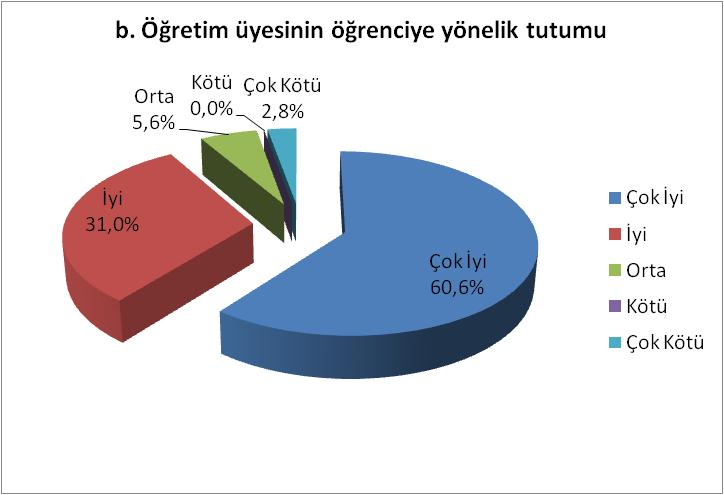 b. Öğretim üyesinin öğrenciye yönelik tutumu
Kötü
0,0%
Çok Kötü
2,8%
Orta
5,6%
İyi
31,0%
Çok İyi
60,6%
Çok İyi
İyi
Orta
Kötü
Çok Kötü